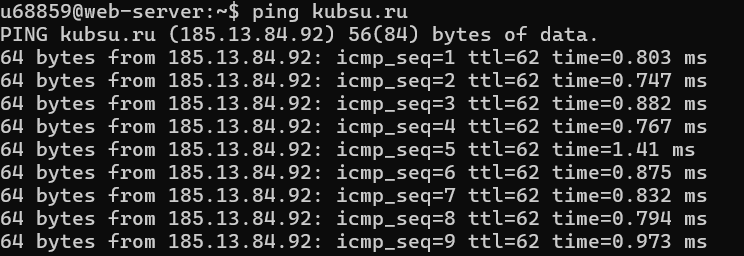 u68859@web-server:~$ ping kubsu.ru
PING kubsu.ru (185.13.84.92) 56(84) bytes of data.
64 bytes from 185.13.84.92: icmp_seq=1 ttl=62 time=0.803 ms
64 bytes from 185.13.84.92: icmp_seq=2 ttl=62 time=0.747 ms
64 bytes from 185.13.84.92: icmp_seq=3 ttl=62 time=0.882 ms
64 bytes from 185.13.84.92: icmp_seq=4 ttl=62 time=0.767 ms
64 bytes from 185.13.84.92: icmp_seq=5 ttl=62 time=1.41 ms
64 bytes from 185.13.84.92: icmp_seq=6 ttl=62 time=0.875 ms
64 bytes from 185.13.84.92: icmp_seq=7 ttl=62 time=0.832 ms
64 bytes from 185.13.84.92: icmp_seq=8 ttl=62 time=0.794 ms
64 bytes from 185.13.84.92: icmp_seq=9 ttl=62 time=0.973 ms